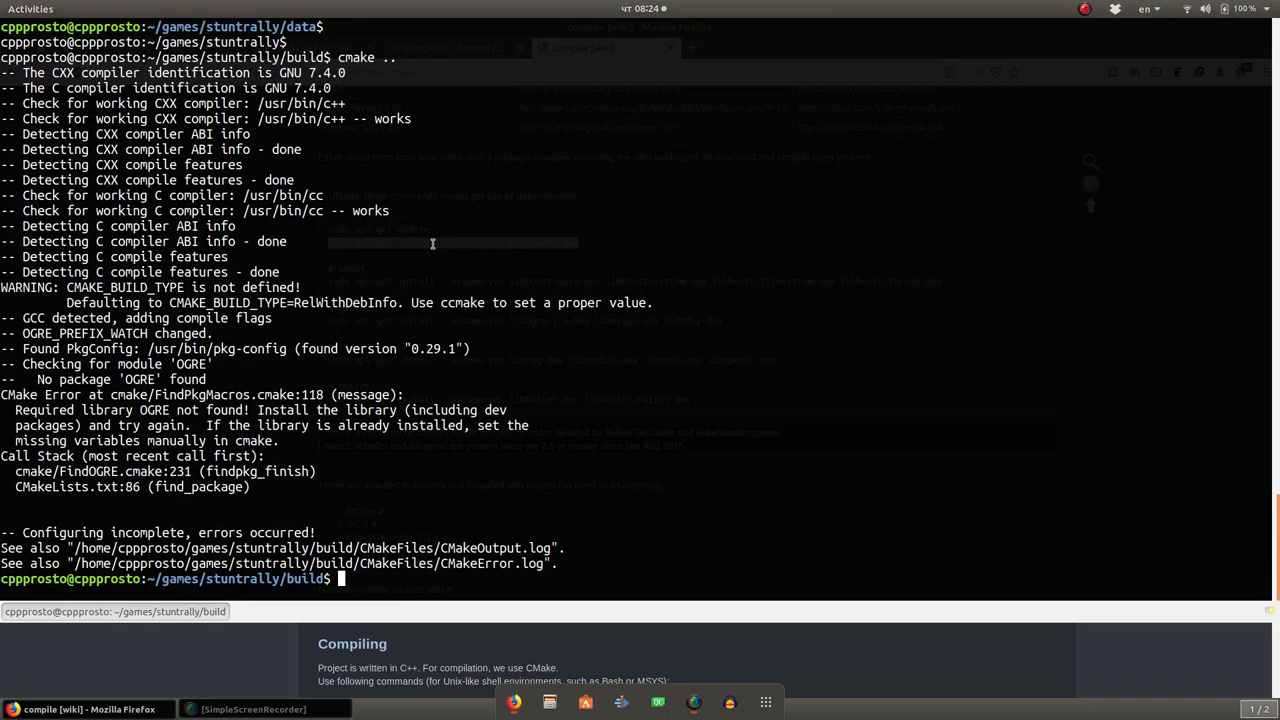 Activities
чт 08:24
en
100 %
cppprosto@cppprosto:~/games/stuntrally/data$
cppprosto@cppprosto:~/games/stuntrally$
cppprosto@cppprosto:~/games/stuntrally/build$ cmake ..
compile [wiki]
-- The CXX compiler identification is GNU 7.4.0
-- The C compiler identification is GNU 7.4.0
-- Check for working CXX compiler: /usr/bin/c++
-- Check for working CXX compiler: /usr/bin/c++ -- works
-- Detecting CXX compiler ABI info
-- Detecting CXX compiler ABI info - done
-- Detecting CXX compile features
-- Detecting CXX compile features - done
-- Check for working C compiler: /usr/bin/cc
-- Check for working C compiler: /usr/bin/cc -- works
-- Detecting C compiler ABI info
-- Detecting C compiler ABI info - done
-- Detecting C compile features
-- Detecting C compile features - done
WARNING: CMAKE_BUILD_TYPE is not defined!
Defaulting to CMAKE_BUILD_TYPE=RelWithDebInfo. Use ccmake to set a proper value.
-- GCC detected, adding compile flags
-- OGRE_PREFIX_WATCH changed.
-- Found PkgConfig: /usr/bin/pkg-config (found version "0.29.1")
-- Checking for module 'OGRE'
--   No package 'OGRE' found
CMake Error at cmake/FindPkgMacros.cmake:118 (message):
Required library OGRE not found! Install the library (including dev
packages) and try again.  If the library is already installed, set the
missing variables manually in cmake.
Call Stack (most recent call first):
cmake/FindOGRE.cmake:231 (findpkg_finish)
CMakeLists.txt:86 (find_package)
-- Configuring incomplete, errors occurred!
See also "/home/cppprosto/games/stuntrally/build/CMakeFiles/CMakeOutput.log".
See also "/home/cppprosto/games/stuntrally/build/CMakeFiles/CMakeError.log".
cppprosto@cppprosto:~/games/stuntrally/build$
cppprosto@cppprosto: ~/games/stuntrally/build
Compiling
Project is written in C++. For compilation, we use CMake.
Use following commands (for Unix-like shell environments, such as Bash or MSYS):
compile [wiki] - Mozilla Firefox
[SimpleScreenRecorder]
1 / 2